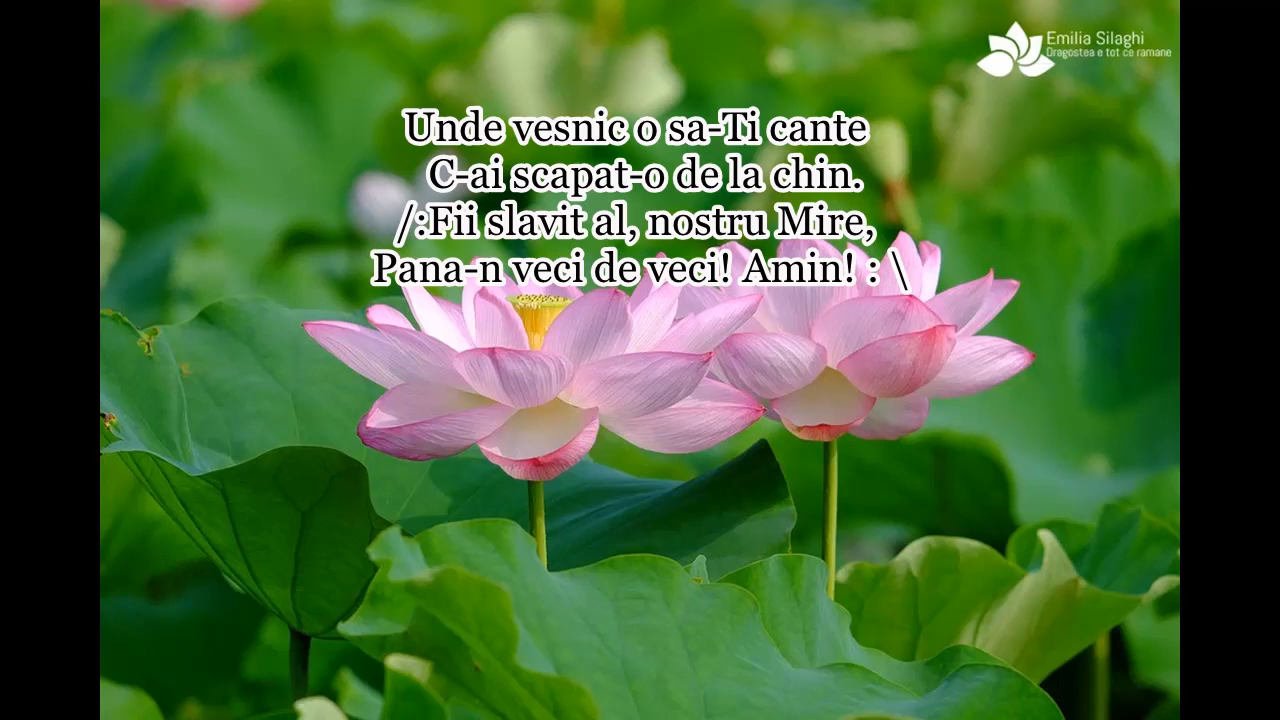 Emilia Silaghi
Dragostea e tot ce ramane
Unde vesnic o sa-Ti cante
C-ai scapat-o de la chin.
/:Fii slavit al, nostru Mire,
Pana-n veci de veci! Amin! : \